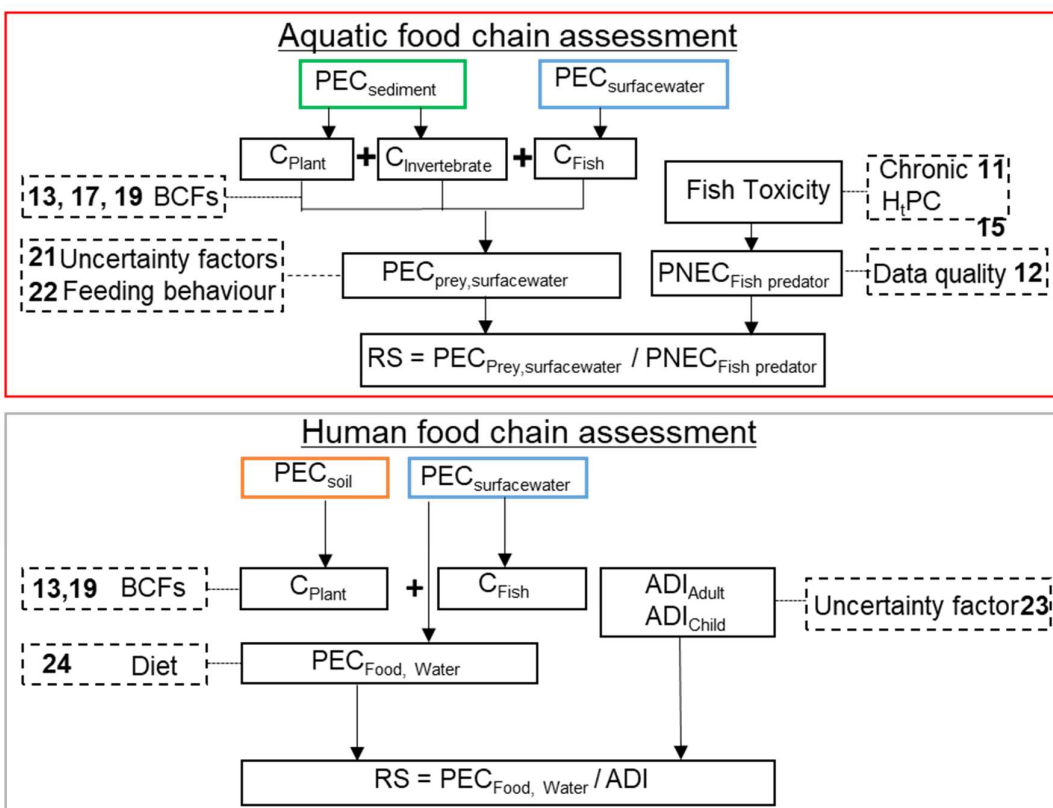 Aquatic food chain assessment
PECsediment
PECsurfacewater
CPlant + CInvertebrate + CFish
13, 17, 19 BCFs
Fish Toxicity
Chronic 11
HtPC
15
21 Uncertainty factors
22 Feeding behaviour
PECprey,surfacewater
PNECFish predator
Data quality 12
RS = PECPrey,surfacewater / PNECFish predator
Human food chain assessment
PECsoil
PECsurfacewater
13,19 BCFs
CPlant + CFish
ADIAdult
ADIChild
Uncertainty factor23
24 Diet
PECFood, Water
RS = PECFood, Water / ADI